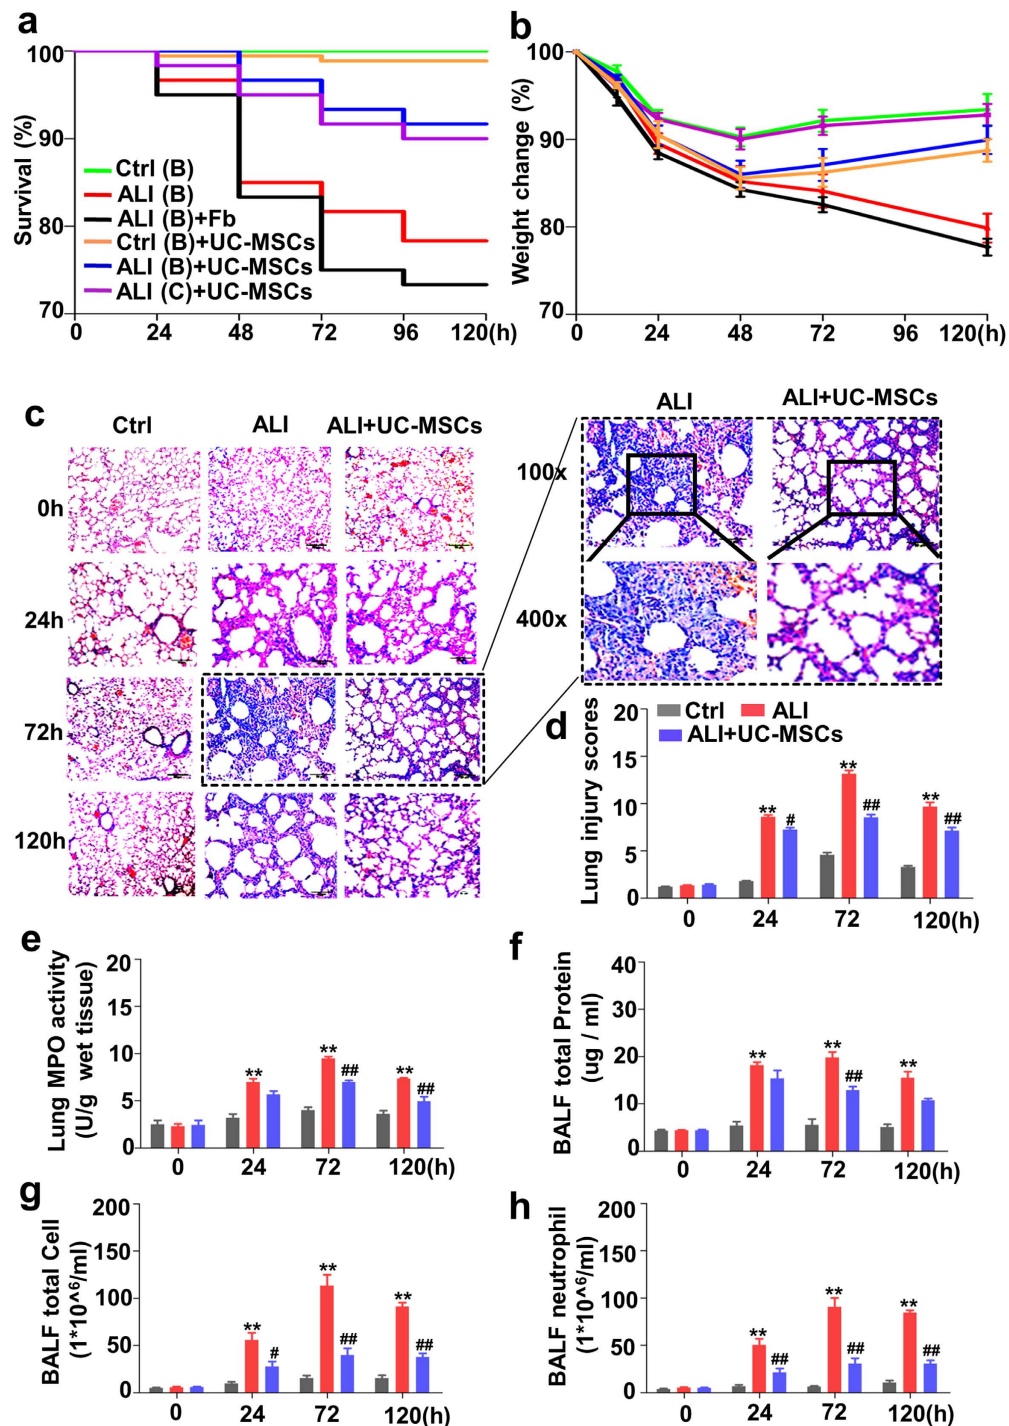 a
100
90
80
70
Survival (%)
Ctrl (B)
ALI (B)
ALI (B)+Fb
Ctrl (B)+UC-MSCs
ALI (B)+UC-MSCs
ALI (C)+UC-MSCs
0 24 48 72 96 120(h)
b
100
90
80
70
Weight change (%)
0 24 48 72 96 120(h)
c
Ctrl ALI ALI+UC-MSCs
0h
24h
72h
120h
ALI ALI+UC-MSCs
100x
400x
d
Ctrl ALI
ALI+UC-MSCs
Lung injury scores
20
15
10
5
0
** # ** ## ** ##
0 24 72 120(h)
e
Lung MPO activity
(U/g wet tissue)
20
15
10
5
0
** ** ## ** ##
0 24 72 120(h)
f
BALF total Protein
(ug / ml)
40
30
20
10
0
** ** ## **
0 24 72 120(h)
g
BALF total Cell
(1*10^6/ml)
200
150
100
50
0
** # ** ## ** ##
0 24 72 120(h)
h
BALF neutrophil
(1*10^6/ml)
200
150
100
50
0
** ## ** ## ** ##
0 24 72 120(h)